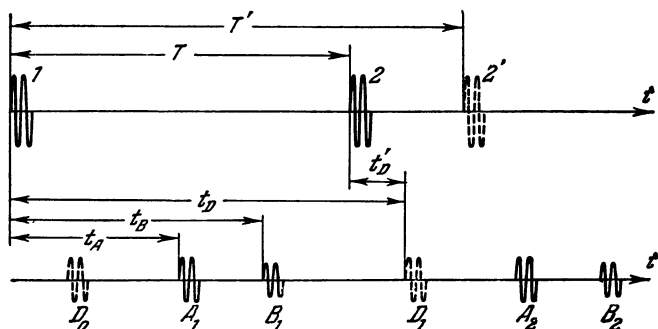 T'
T
1
2
2'
t
t'_D
t_D
t_B
t_A
t
D_0 A_1 B_1 D_1 A_2 B_2